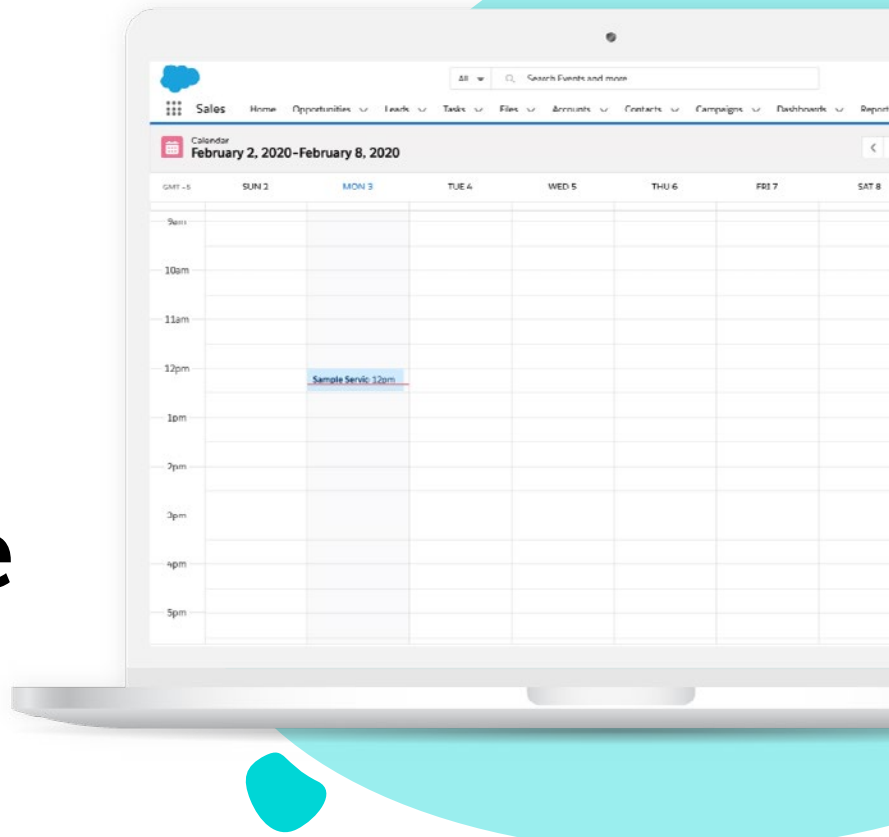 All Search Events and more
Sales Home Opportunities Leads Tasks Files Accounts Contacts Campaigns Dashboards Report
Calendar
February 2, 2020–February 8, 2020
GMT -5 SUN 2 MON 3 TUE 4 WED 5 THU 6 FRI 7 SAT 8
9am
10am
11am
12pm
Sample Servic 12pm
1pm
2pm
3pm
e
4pm
5pm